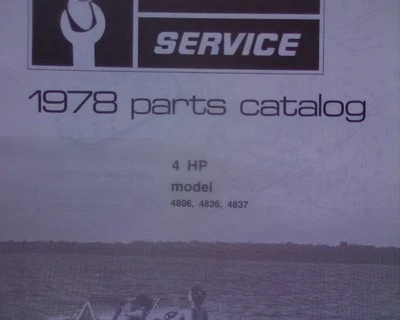 SERVICE
1978 parts catalog
4 HP
model
4806, 4836, 4837